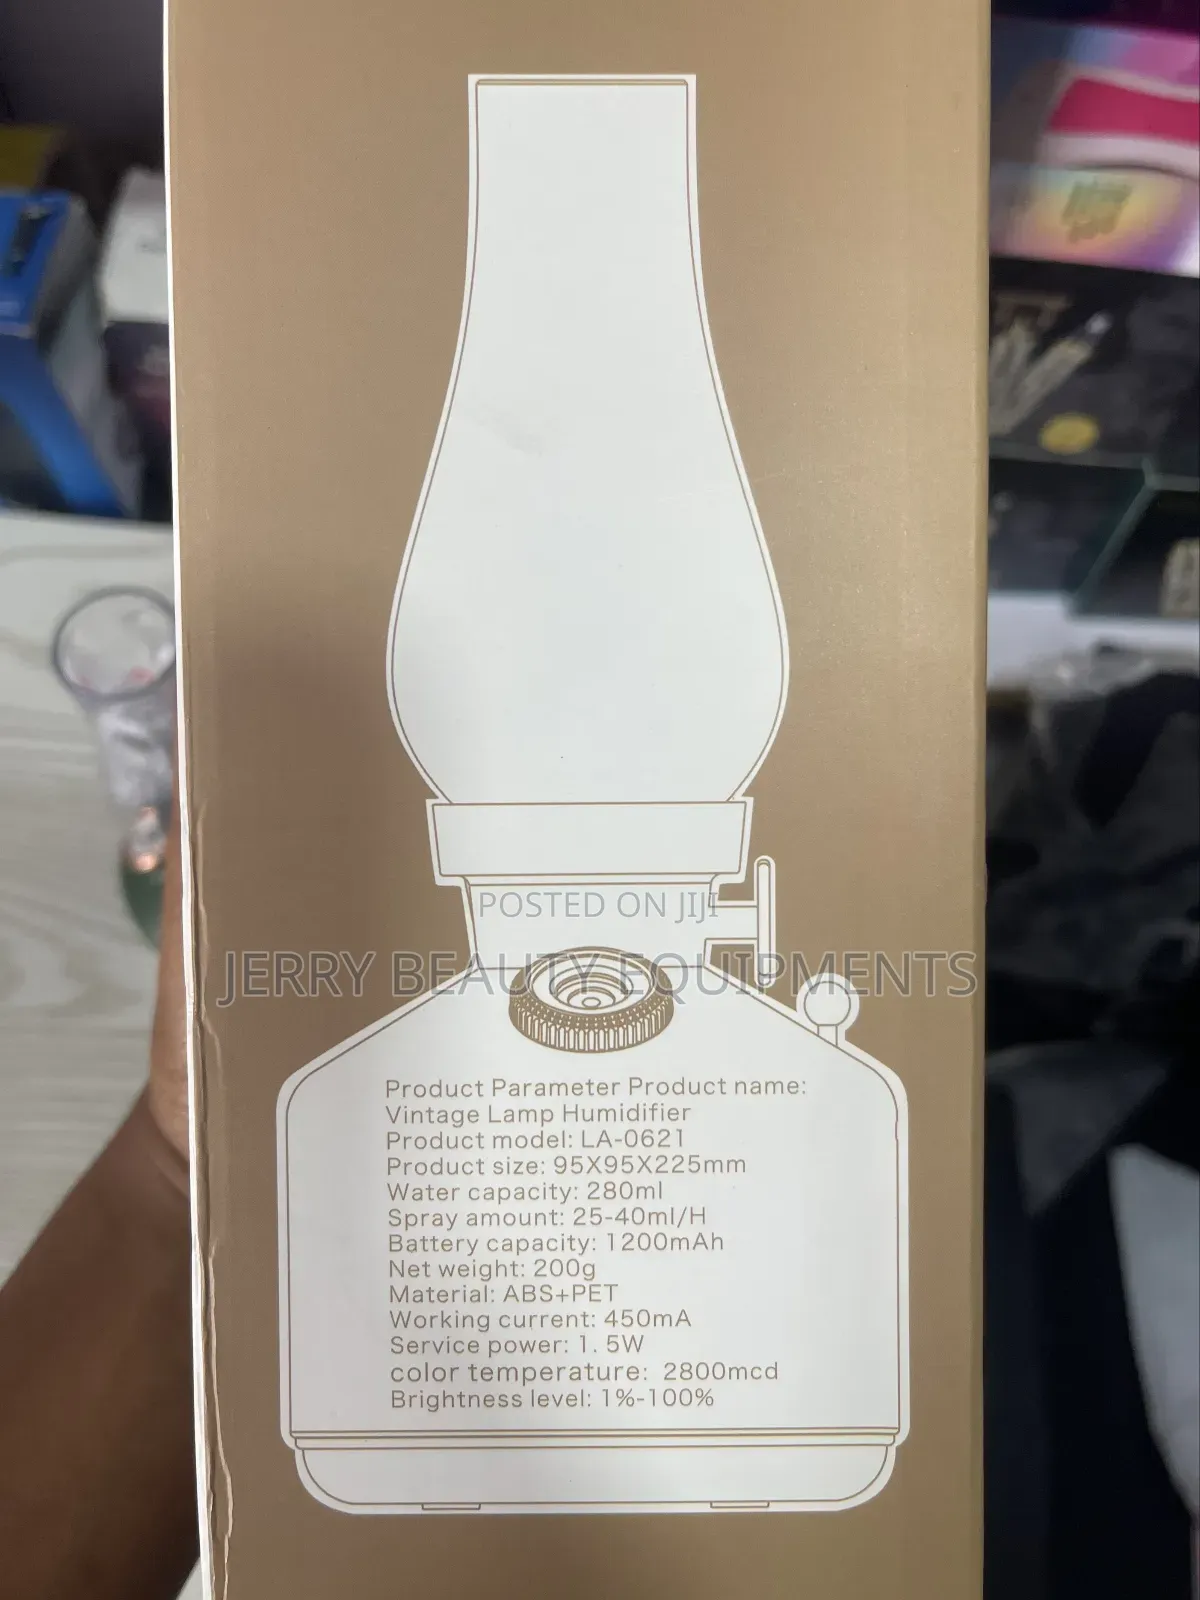 POSTED ON JIJI
JERRY BEAUTY EQUIPMENTS
Product Parameter Product name:
Vintage Lamp Humidifier
Product model: LA-0621
Product size: 95X95X225mm
Water capacity: 280ml
Spray amount: 25-40ml/H
Battery capacity: 1200mAh
Net weight: 200g
Material: ABS+PET
Working current: 450mA
Service power: 1. 5W
color temperature: 2800mcd
Brightness level: 1%-100%